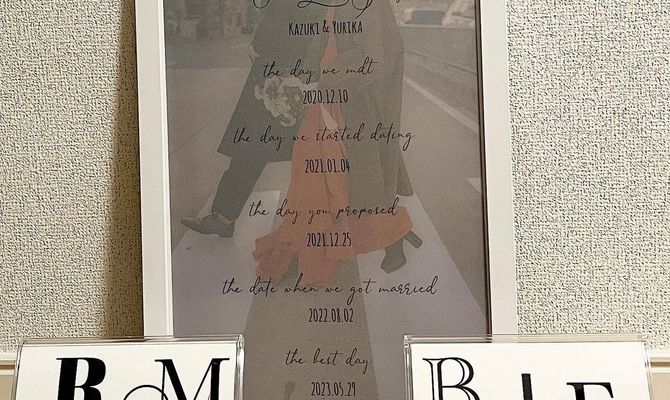 KAZUKI & YURIKA
the day we mdt
2020.12.10
the day we started dating
2021.01.04
the day you proposed
2021.12.25
the date when we got married
2022.08.02
the best day
2023.05.29